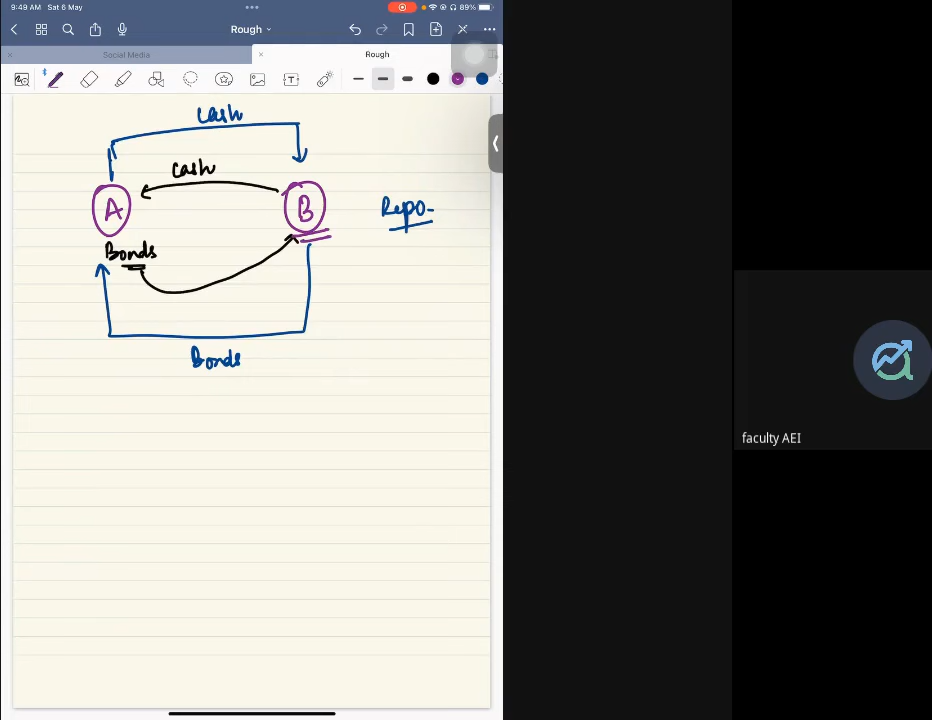 9:49 AM Sat 6 May
89%
Rough
Social Media
Rough
T
Cash
Cash
A
B
Repo-
Bonds
Bonds
faculty AEI